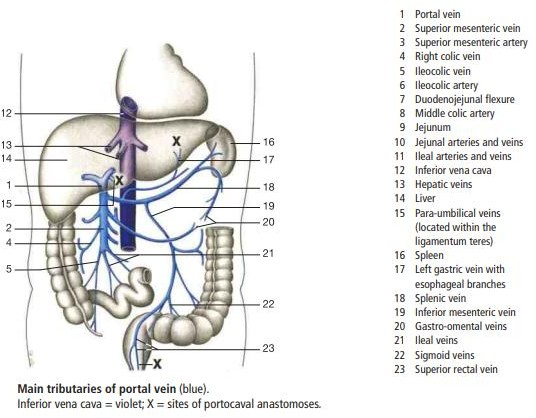 1 Portal vein
2 Superior mesenteric vein
3 Superior mesenteric artery
4 Right colic vein
5 Ileocolic vein
6 Ileocolic artery
7 Duodenojejunal flexure
8 Middle colic artery
9 Jejunum
10 Jejunal arteries and veins
11 Ileal arteries and veins
12 Inferior vena cava
13 Hepatic veins
14 Liver
15 Para-umbilical veins
(located within the
ligamentum teres)
16 Spleen
17 Left gastric vein with
esophageal branches
18 Splenic vein
19 Inferior mesenteric vein
20 Gastro-omental veins
21 Ileal veins
22 Sigmoid veins
23 Superior rectal vein
12
13
14
1
15
2
4
5
X
X
X
16
17
18
19
20
21
22
23
Main tributaries of portal vein (blue).
Inferior vena cava = violet; X = sites of portocaval anastomoses.